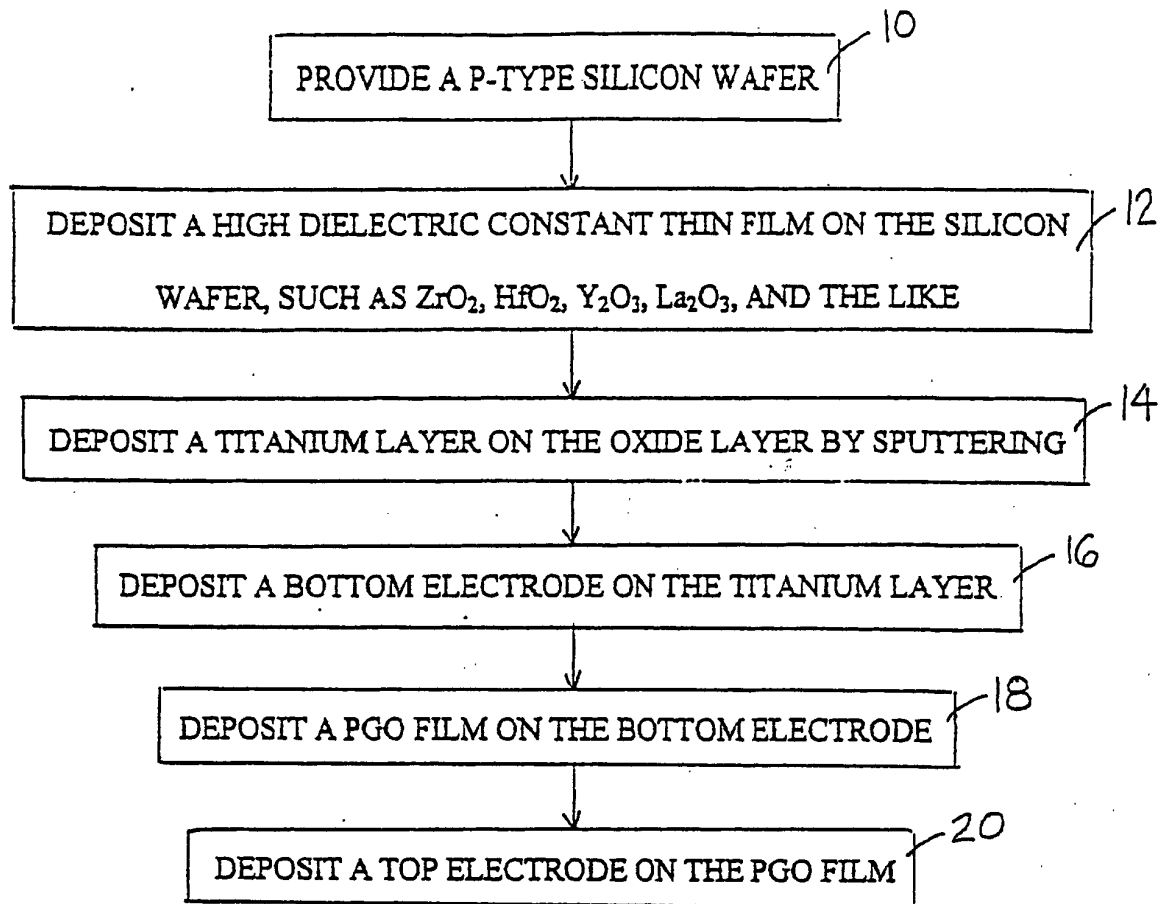 10
PROVIDE A P-TYPE SILICON WAFER
12
DEPOSIT A HIGH DIELECTRIC CONSTANT THIN FILM ON THE SILICON
WAFER, SUCH AS ZrO₂, HfO₂, Y₂O₃, La₂O₃, AND THE LIKE
14
DEPOSIT A TITANIUM LAYER ON THE OXIDE LAYER BY SPUTTERING
16
DEPOSIT A BOTTOM ELECTRODE ON THE TITANIUM LAYER
18
DEPOSIT A PGO FILM ON THE BOTTOM ELECTRODE
20
DEPOSIT A TOP ELECTRODE ON THE PGO FILM